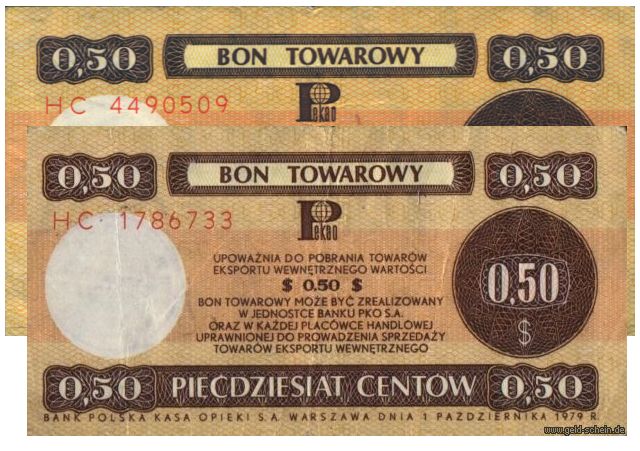 0,50 BON TOWAROWY 0,50
HC 4490509
Pekao
0,50 BON TOWAROWY 0,50
HC 1786733
Pekao
UPOWAŻNIA DO POBRANIA TOWARÓW
EKSPORTU WEWNĘTRZNEGO WARTOŚCI
$ 0.50 $
BON TOWAROWY MOŻE BYĆ ZREALIZOWANY
W JEDNOSTCE BANKU PKO S.A.
ORAZ W KAŻDEJ PLACÓWCE HANDLOWEJ
UPRAWNIONEJ DO PROWADZENIA SPRZEDAŻY
TOWARÓW EKSPORTU WEWNĘTRZNEGO
0,50
$
0,50 PIĘĆDZIESIĄT CENTÓW 0,50
BANK POLSKA KASA OPIEKI S.A. WARSZAWA DNIA 1 PAŹDZIERNIKA 1979 R.
www.geld-schein.de